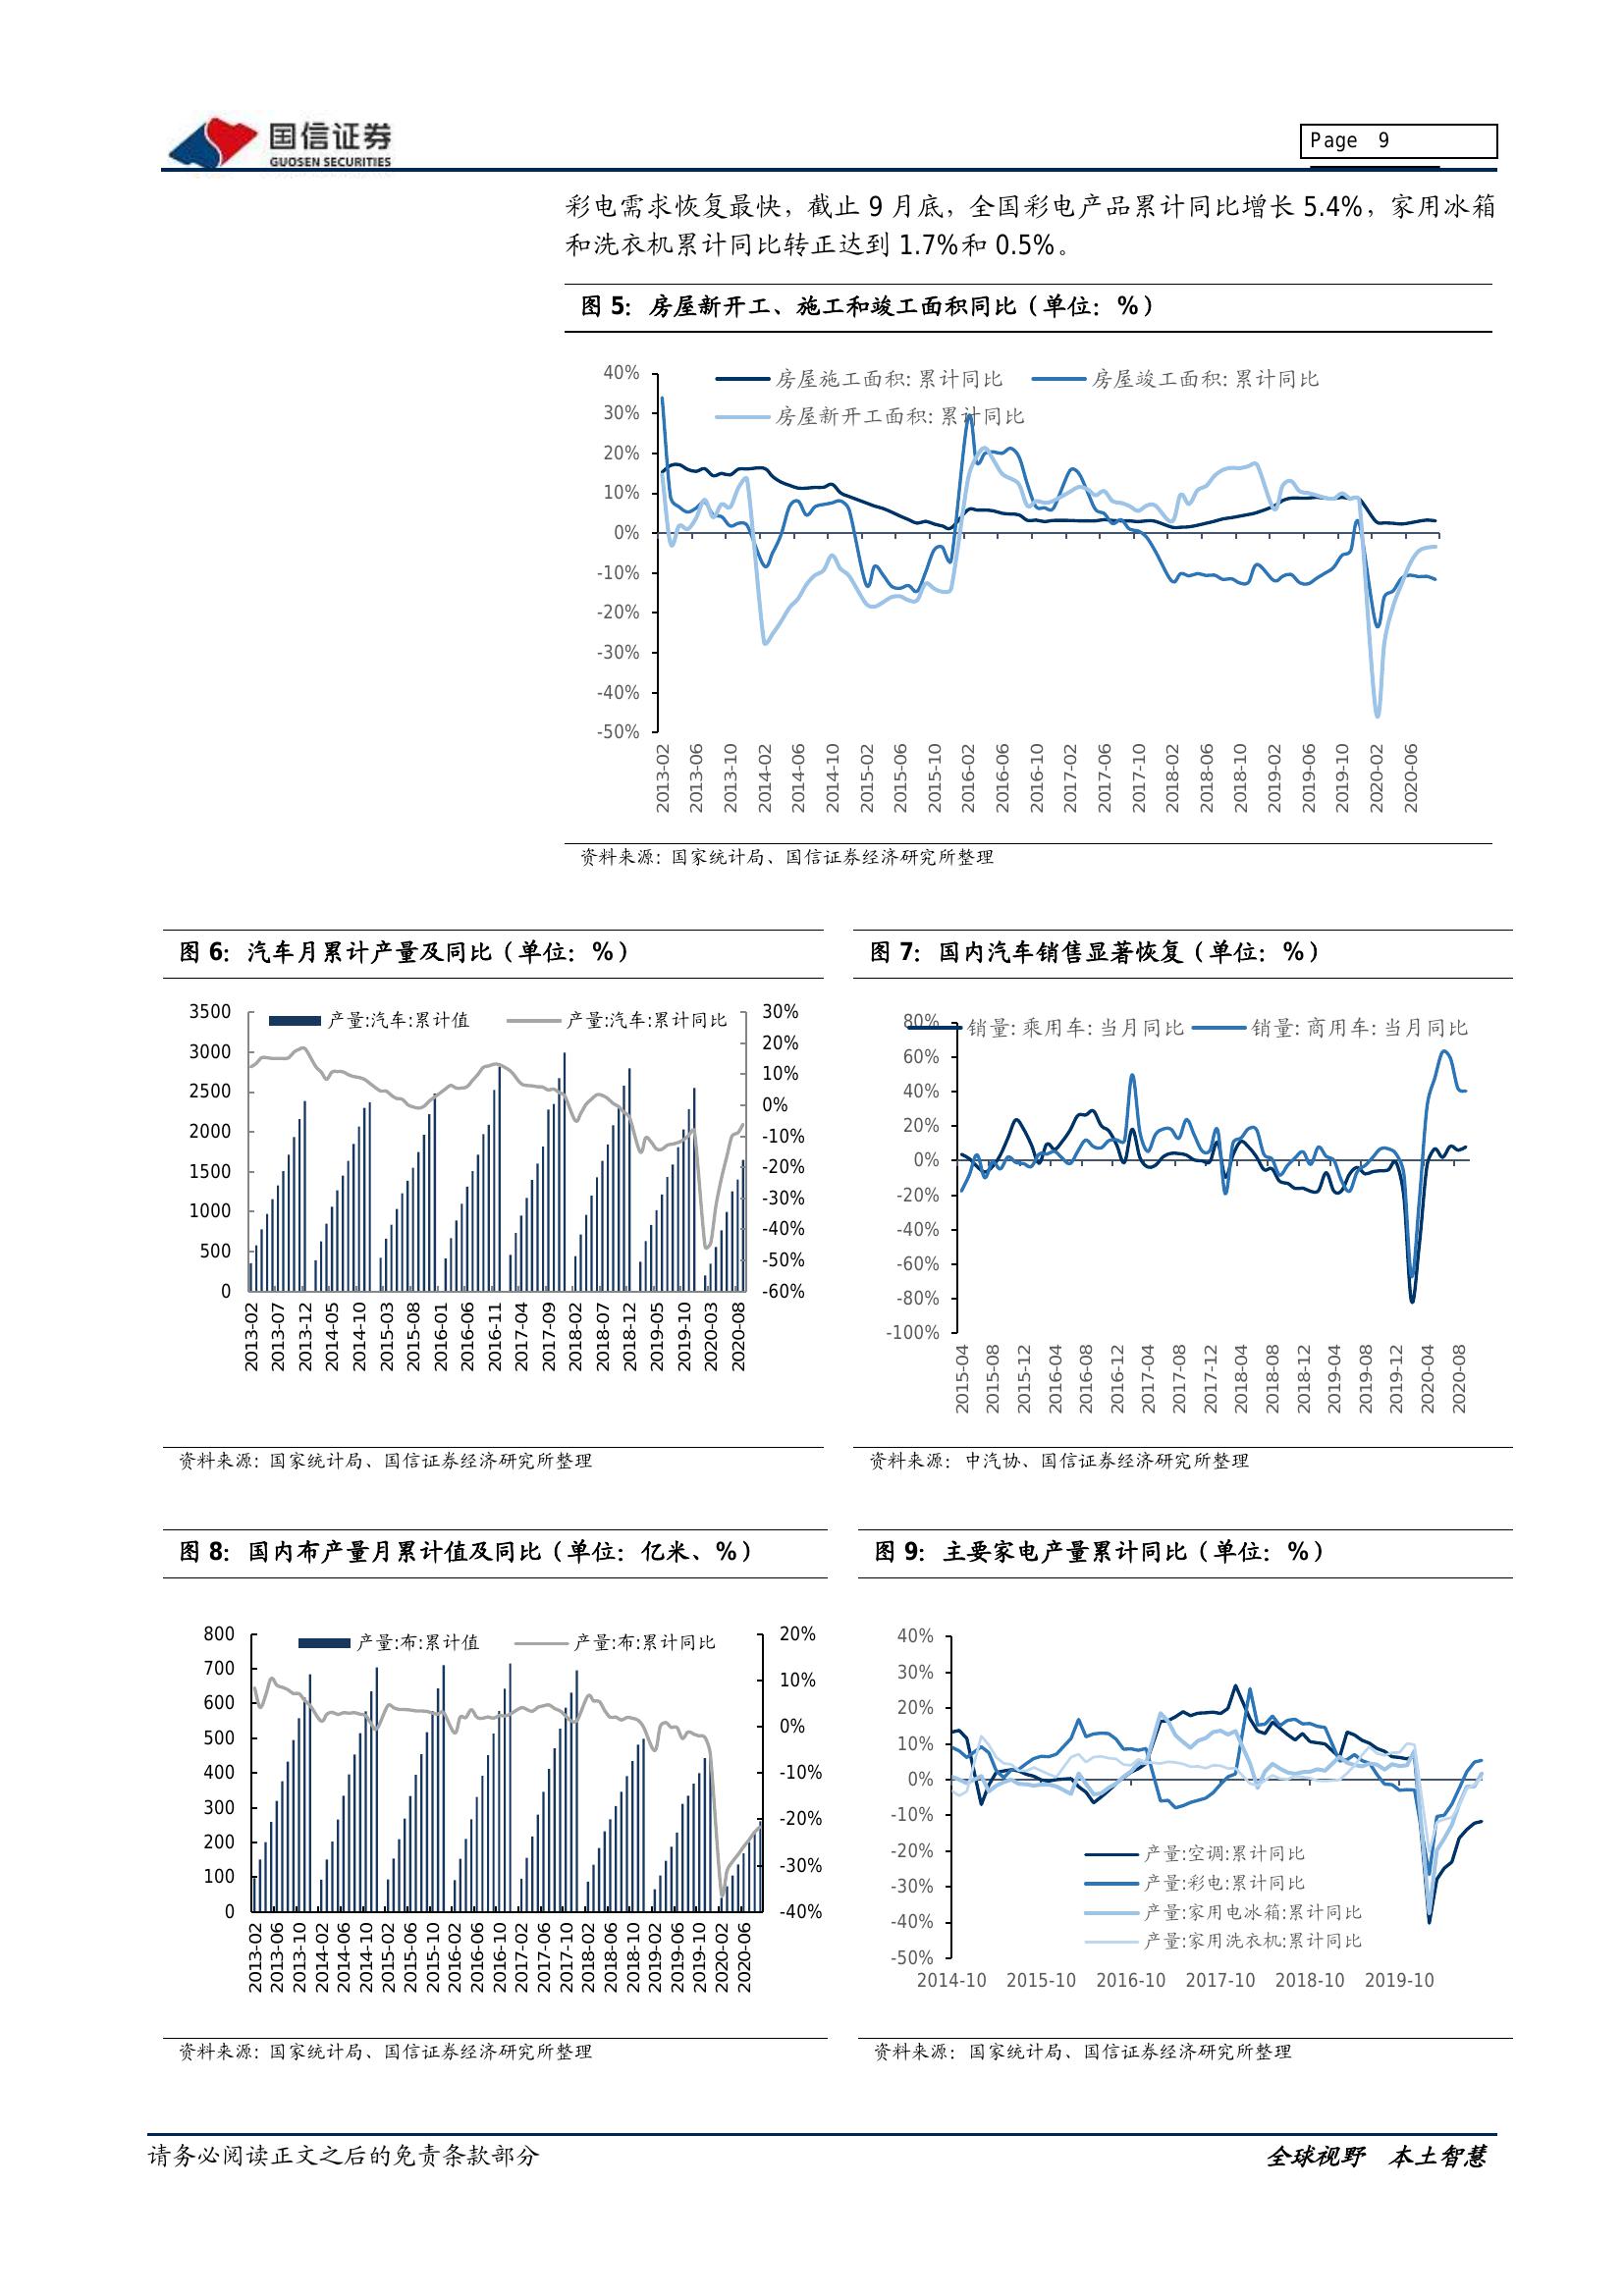 国信证券
GUOSEN SECURITIES
Page 9
彩电需求恢复最快，截止 9 月底，全国彩电产品累计同比增长 5.4%，家用冰箱
和洗衣机累计同比转正达到 1.7%和 0.5%。
图 5：房屋新开工、施工和竣工面积同比（单位：%）
房屋施工面积: 累计同比 房屋竣工面积: 累计同比
房屋新开工面积: 累计同比
40%
30%
20%
10%
0%
-10%
-20%
-30%
-40%
-50%
2013-02 2013-06 2013-10 2014-02 2014-06 2014-10 2015-02 2015-06 2015-10 2016-02 2016-06 2016-10 2017-02 2017-06 2017-10 2018-02 2018-06 2018-10 2019-02 2019-06 2019-10 2020-02 2020-06
资料来源: 国家统计局、国信证券经济研究所整理
图 6：汽车月累计产量及同比（单位：%）
产量:汽车:累计值 产量:汽车:累计同比
3500
3000
2500
2000
1500
1000
500
0
30%
20%
10%
0%
-10%
-20%
-30%
-40%
-50%
-60%
2013-02 2013-07 2013-12 2014-05 2014-10 2015-03 2015-08 2016-01 2016-06 2016-11 2017-04 2017-09 2018-02 2018-07 2018-12 2019-05 2019-10 2020-03 2020-08
资料来源: 国家统计局、国信证券经济研究所整理
图 7：国内汽车销售显著恢复（单位：%）
销量: 乘用车: 当月同比 销量: 商用车: 当月同比
80%
60%
40%
20%
0%
-20%
-40%
-60%
-80%
-100%
2015-04 2015-08 2015-12 2016-04 2016-08 2016-12 2017-04 2017-08 2017-12 2018-04 2018-08 2018-12 2019-04 2019-08 2019-12 2020-04 2020-08
资料来源: 中汽协、国信证券经济研究所整理
图 8：国内布产量月累计值及同比（单位：亿米、%）
产量:布:累计值 产量:布:累计同比
800
700
600
500
400
300
200
100
0
20%
10%
0%
-10%
-20%
-30%
-40%
2013-02 2013-06 2013-10 2014-02 2014-06 2014-10 2015-02 2015-06 2015-10 2016-02 2016-06 2016-10 2017-02 2017-06 2017-10 2018-02 2018-06 2018-10 2019-02 2019-06 2019-10 2020-02 2020-06
资料来源: 国家统计局、国信证券经济研究所整理
图 9：主要家电产量累计同比（单位：%）
40%
30%
20%
10%
0%
-10%
-20%
-30%
-40%
-50%
产量:空调:累计同比
产量:彩电:累计同比
产量:家用电冰箱:累计同比
产量:家用洗衣机:累计同比
2014-10 2015-10 2016-10 2017-10 2018-10 2019-10
资料来源: 国家统计局、国信证券经济研究所整理
请务必阅读正文之后的免责条款部分
全球视野 本土智慧